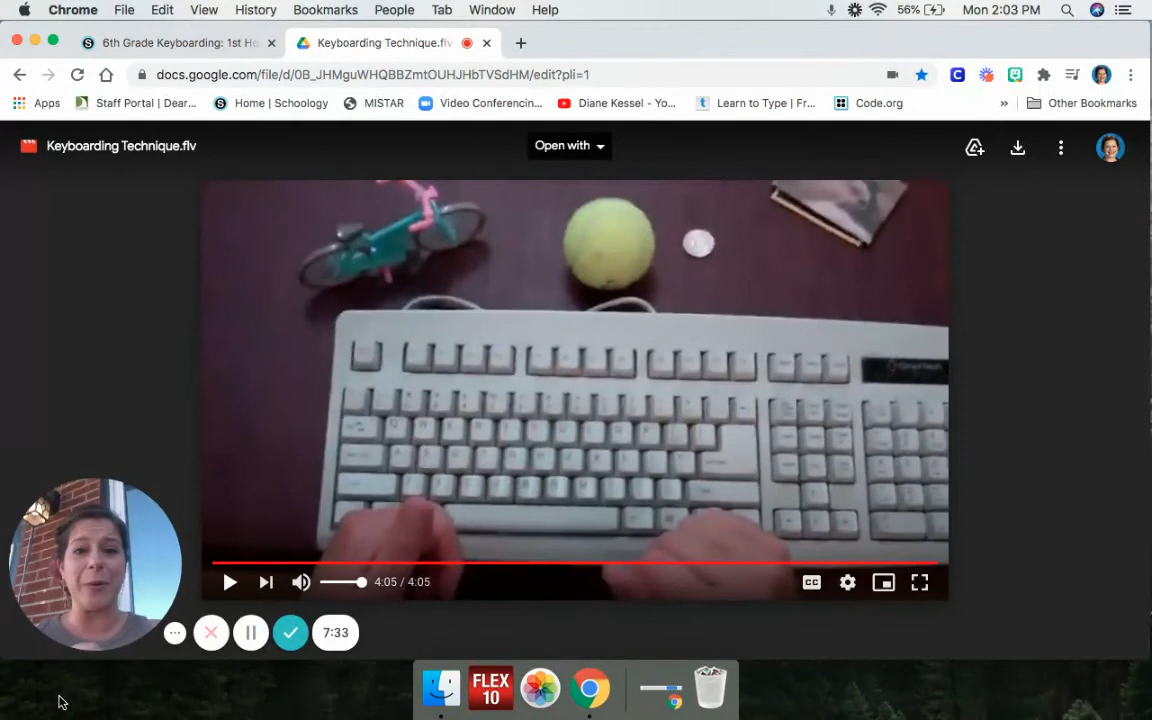 Chrome File Edit View History Bookmarks People Tab Window Help 56% Mon 2:03 PM
6th Grade Keyboarding: 1st Ho Keyboarding Technique.flv
docs.google.com/file/d/0B_JHMguWHQBBZmtOUHJHbTVSdHM/edit?pli=1
Apps Staff Portal | Dear... Home | Schoology MISTAR Video Conferencin... Diane Kessel - Yo... Learn to Type | Fr... Code.org » Other Bookmarks
Keyboarding Technique.flv Open with
4:05 / 4:05 CC
7:33
FLEX
10